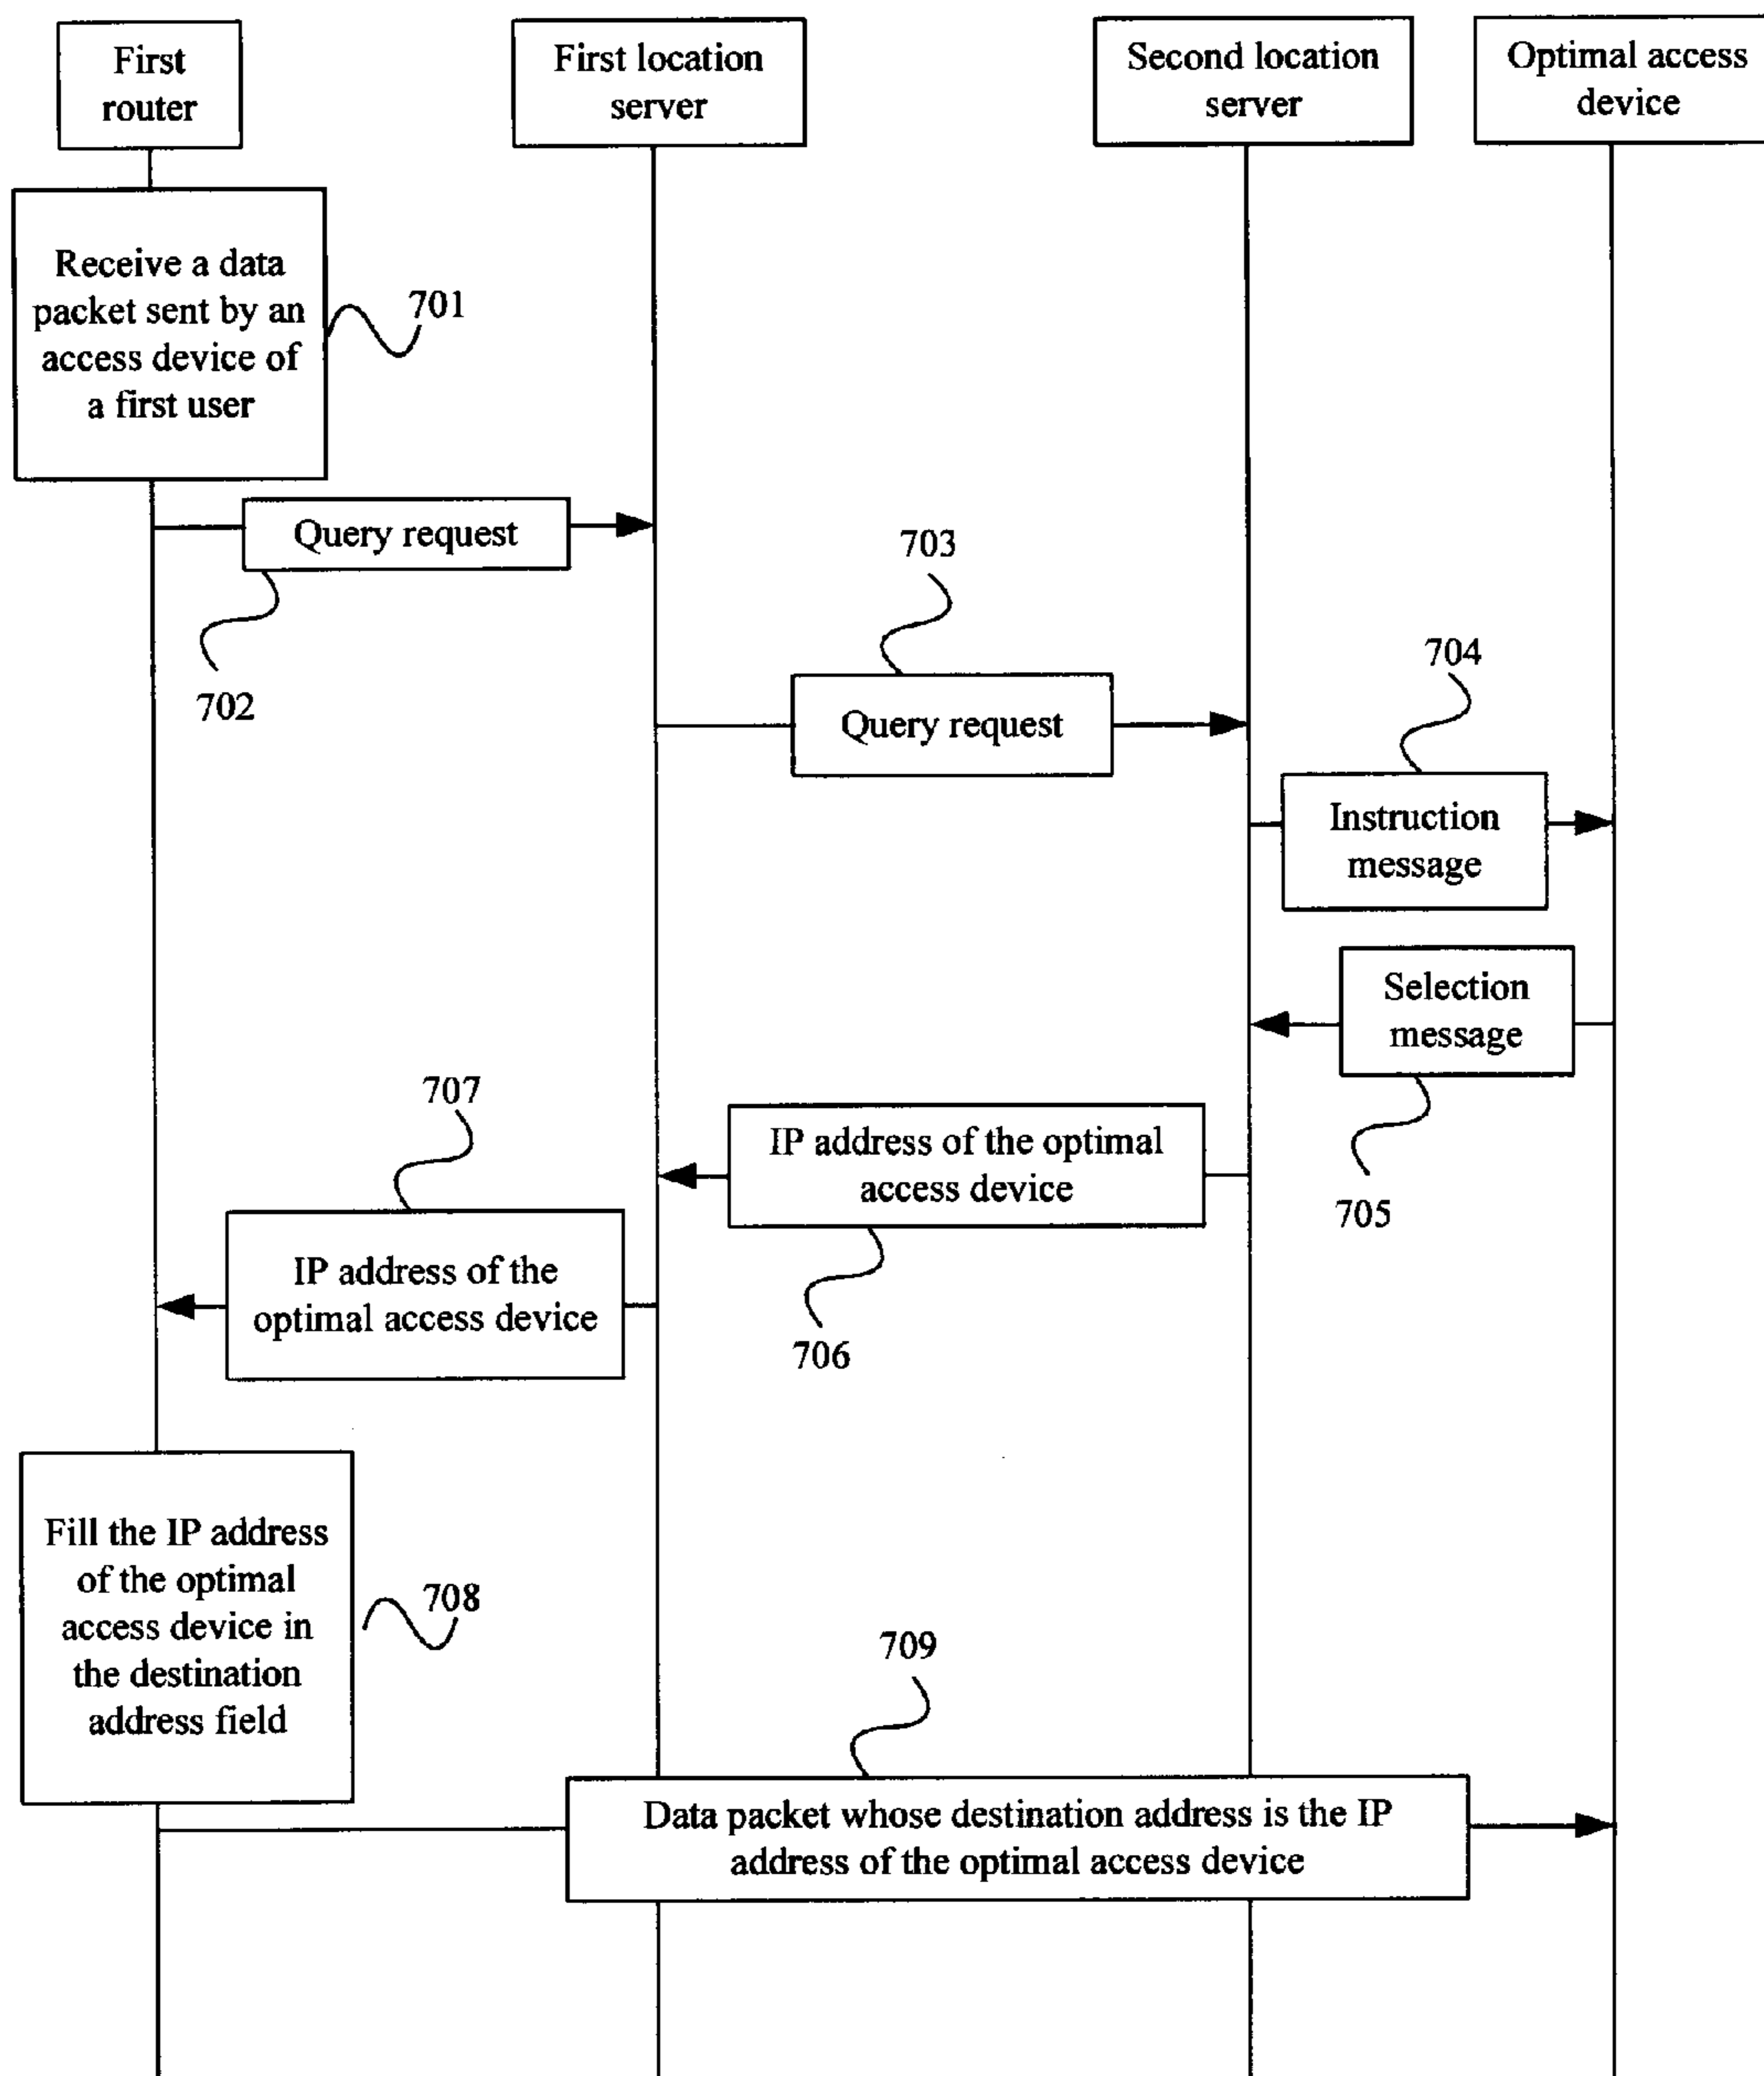 First
router
First location
server
Second location
server
Optimal access
device
Receive a data
packet sent by an
access device of
a first user
701
Query request
702
703
Query request
704
Instruction
message
Selection
message
705
707
IP address of the optimal
access device
706
IP address of the
optimal access device
Fill the IP address
of the optimal
access device in
the destination
address field
708
709
Data packet whose destination address is the IP
address of the optimal access device